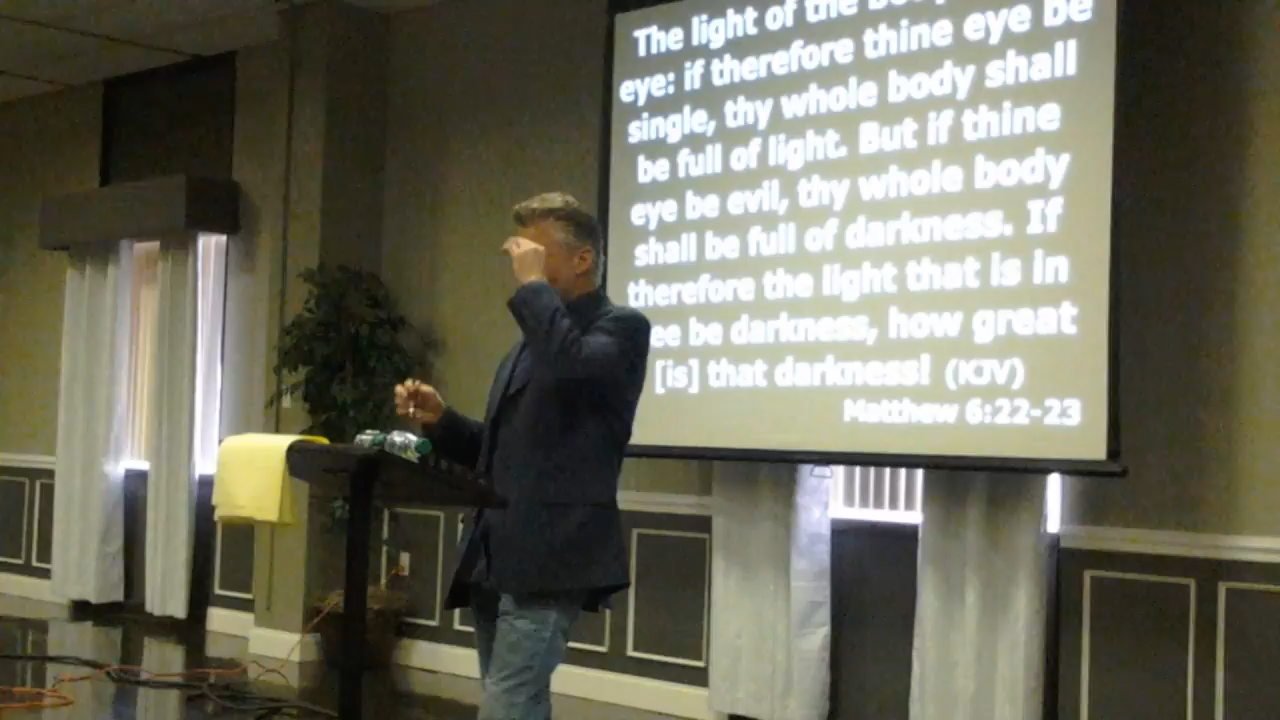 The light of the body
eye: if therefore thine eye be
single, thy whole body shall
be full of light. But if thine
eye be evil, thy whole body
shall be full of darkness. If
therefore the light that is in
ee be darkness, how great
[is] that darkness! (KJV)
Matthew 6:22-23